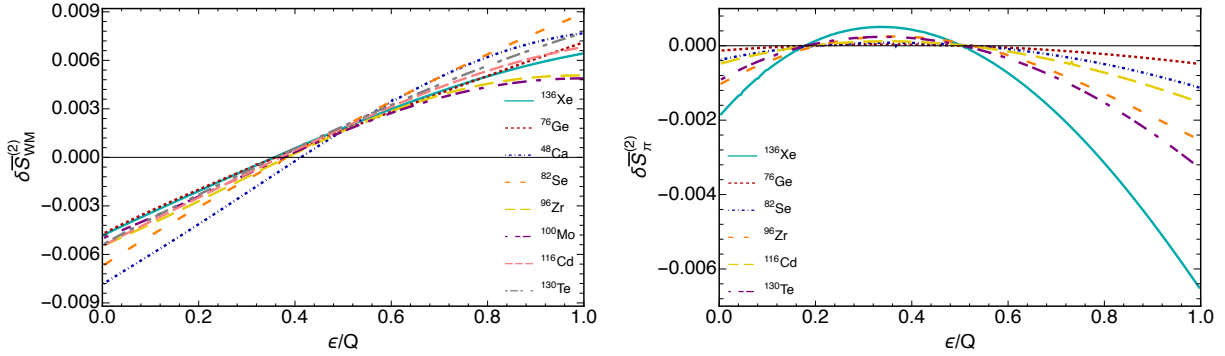 0.009
0.006
0.003
0.000
−0.003
−0.006
−0.009
δS̅_WM^(2)
¹³⁶Xe
⁷⁶Ge
⁴⁸Ca
⁸²Se
⁹⁶Zr
¹⁰⁰Mo
¹¹⁶Cd
¹³⁰Te
0.0 0.2 0.4 0.6 0.8 1.0
ϵ/Q
0.000
−0.002
−0.004
−0.006
δS̅_π^(2)
¹³⁶Xe
⁷⁶Ge
⁸²Se
⁹⁶Zr
¹¹⁶Cd
¹³⁰Te
0.0 0.2 0.4 0.6 0.8 1.0
ϵ/Q